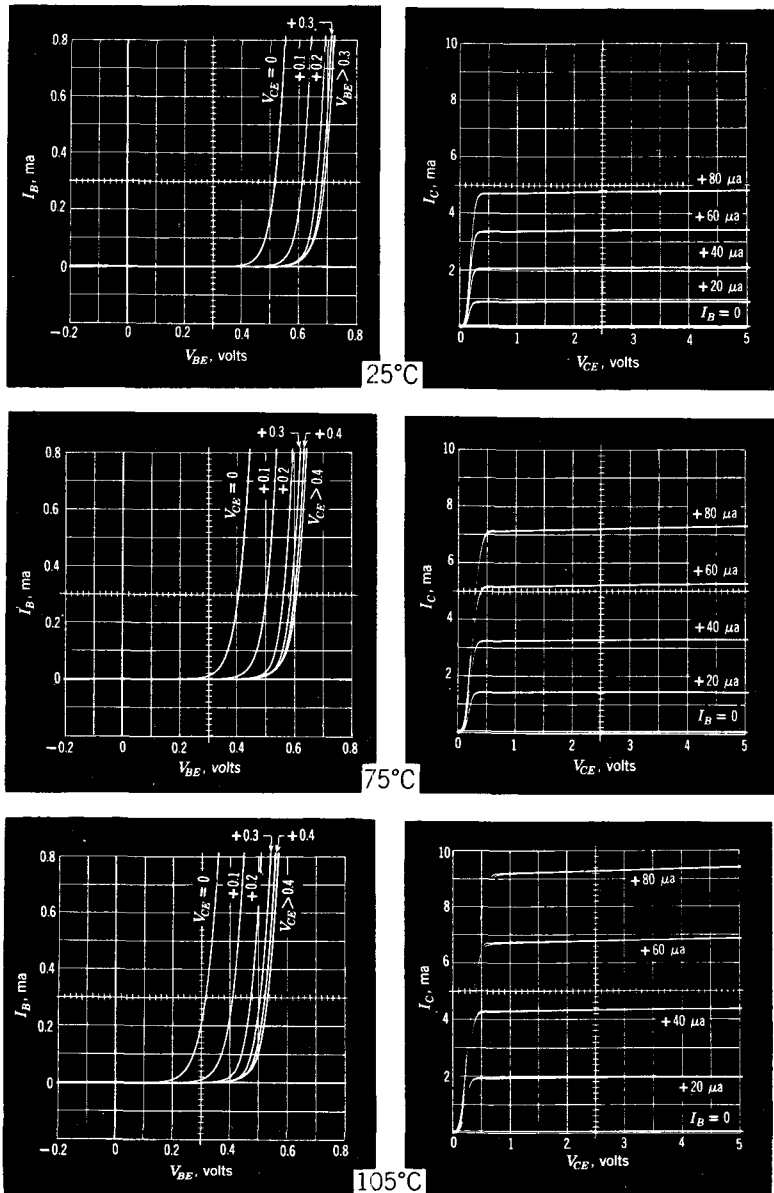 +0.3
0.8
0.6
0.4
0.2
0
I_B, ma
V_CE = 0
+0.1
+0.2
V_BE > 0.3
−0.2 0 0.2 0.4 0.6 0.8
V_BE, volts
10
8
6
4
2
0
I_C, ma
+80 μa
+60 μa
+40 μa
+20 μa
I_B = 0
0 1 2 3 4 5
V_CE, volts
25°C
+0.3 +0.4
0.8
0.6
0.4
0.2
0
I_B, ma
V_CE = 0
+0.1
+0.2
V_CE > 0.4
−0.2 0 0.2 0.4 0.6 0.8
V_BE, volts
10
8
6
4
2
0
I_C, ma
+80 μa
+60 μa
+40 μa
+20 μa
I_B = 0
0 1 2 3 4 5
V_CE, volts
75°C
+0.3 +0.4
0.8
0.6
0.4
0.2
0
I_B, ma
V_CE = 0
+0.1
+0.2
V_CE > 0.4
−0.2 0 0.2 0.4 0.6 0.8
V_BE, volts
10
8
6
4
2
0
I_C, ma
+80 μa
+60 μa
+40 μa
+20 μa
I_B = 0
0 1 2 3 4 5
V_CE, volts
105°C